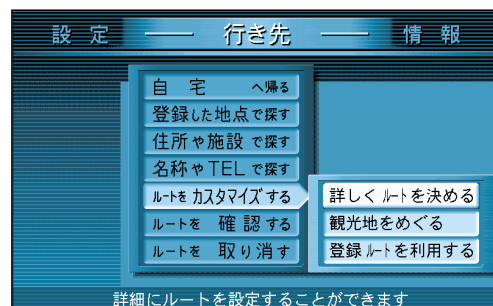 設定 行き先 情報
自宅へ帰る
登録した地点で探す
住所や施設で探す
名称やTELで探す
ルートをカスタマイズする
詳しくルートを決める
ルートを確認する
観光地をめぐる
ルートを取り消す
登録ルートを利用する
詳細にルートを設定することができます